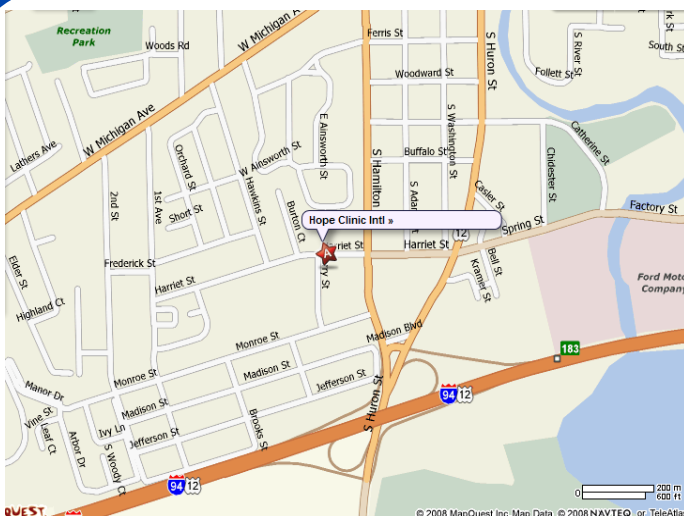 Recreation
Park
Woods Rd
W Michigan Ave
Ferris St
S Huron St
S River St
South St
Follett St
Woodward St
W Michigan Ave
Lathers Ave
E Ainsworth St
S Washington St
Catherine St
Orchard St
W Ainsworth St
Buffalo St
Chidester St
2nd St
1st Ave
Hawkins St
S Hamilton
Casler St
Factory St
Short St
Burton Ct
Hope Clinic Intl »
Spring St
12
Harriet St
A
Elder St
Frederick St
Harriet St
Bell St
Kramer St
Ford Moto
Company
Highland Ct
Monroe St
Madison Blvd
183
Manor Dr
Monroe St
Madison St
Jefferson St
94 12
Vine St
Leaf Ct
Arbor Dr
Ivy Ln
Madison St
Jefferson St
Brooks St
S Huron St
S Woody Ct
94 12
0 200 m
600 ft
QUEST
© 2008 MapQuest Inc. Map Data © 2008 NAVTEQ or TeleAtlas